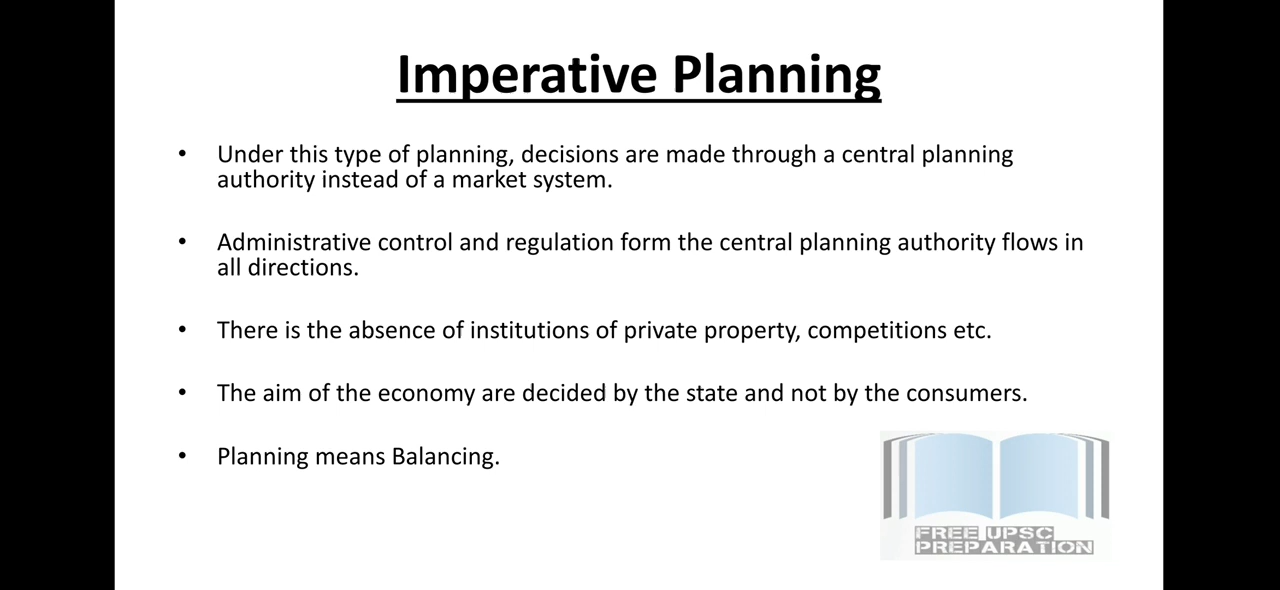 Imperative Planning
• Under this type of planning, decisions are made through a central planning
authority instead of a market system.
• Administrative control and regulation form the central planning authority flows in
all directions.
• There is the absence of institutions of private property, competitions etc.
• The aim of the economy are decided by the state and not by the consumers.
• Planning means Balancing.
FREE UPSC
PREPARATION